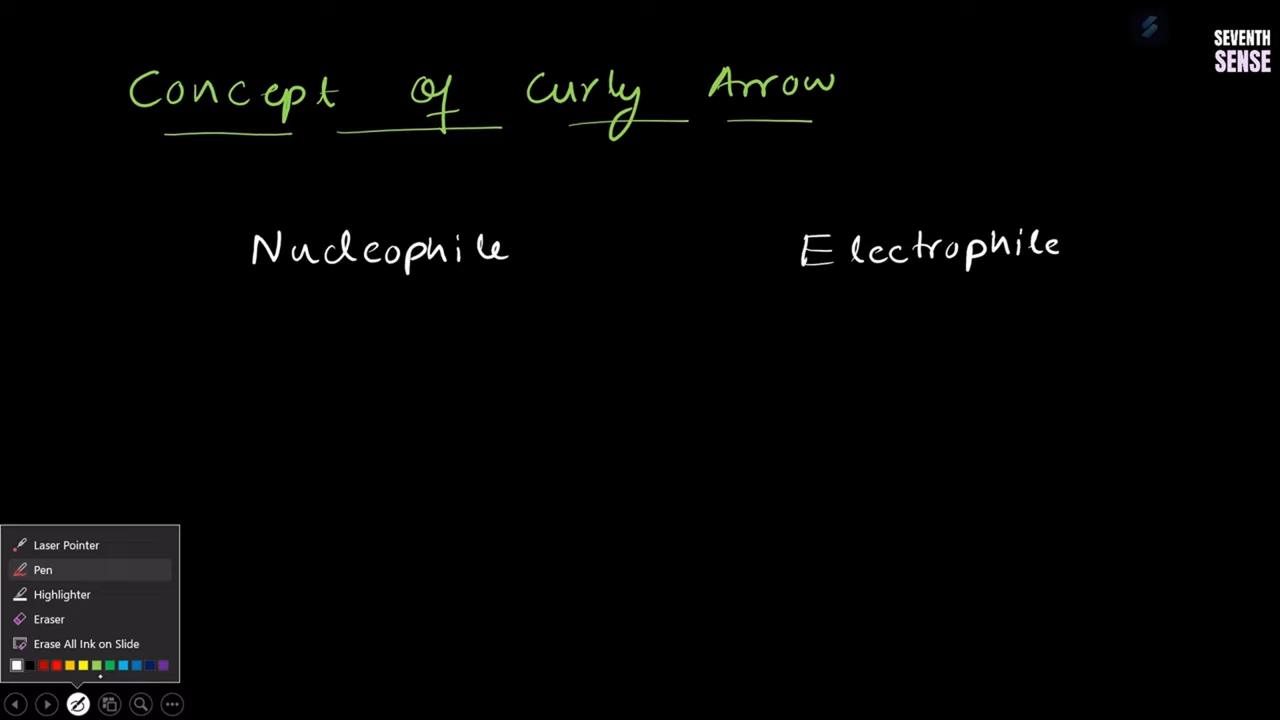 SEVENTH
SENSE
Concept of Curly Arrow
Nucleophile Electrophile
Laser Pointer
Pen
Highlighter
Eraser
Erase All Ink on Slide